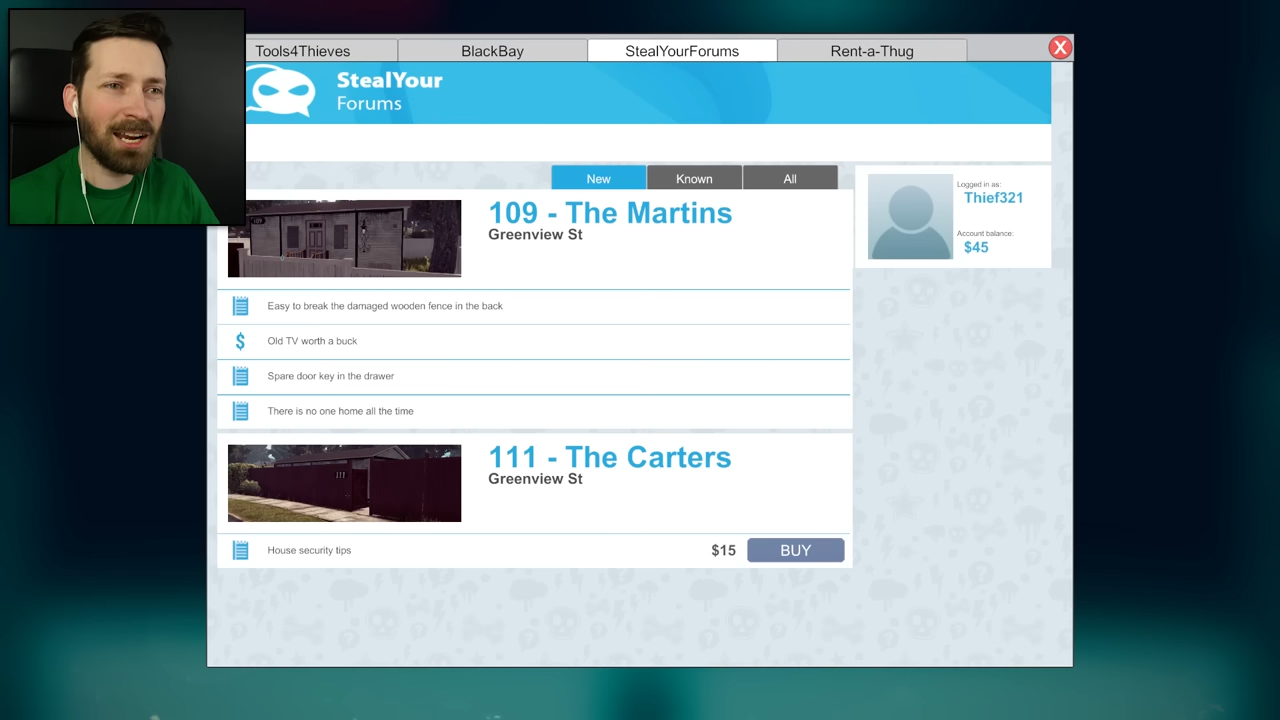 Tools4Thieves
BlackBay
StealYourForums
Rent-a-Thug
X
StealYour
Forums
New
Known
All
Logged in as:
Thief321
Account balance:
$45
109 - The Martins
Greenview St
Easy to break the damaged wooden fence in the back
$ Old TV worth a buck
Spare door key in the drawer
There is no one home all the time
111 - The Carters
Greenview St
111
House security tips
$15
BUY